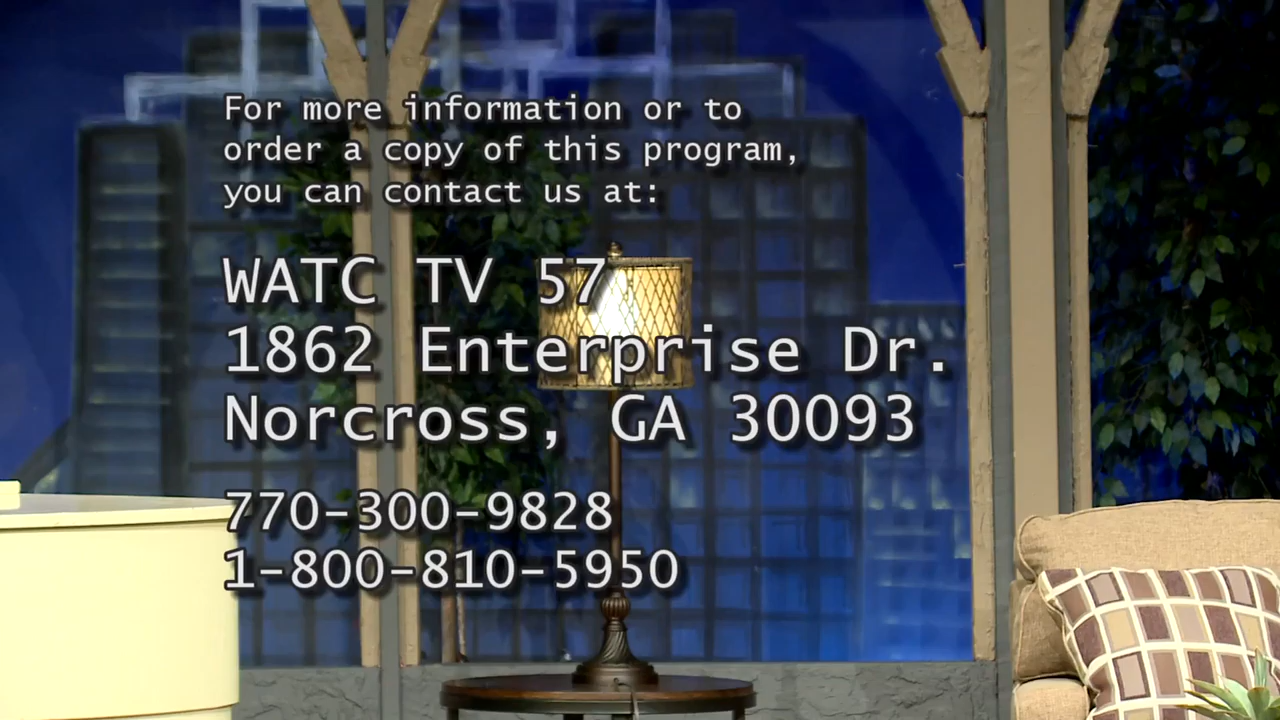 For more information or to
order a copy of this program,
you can contact us at:
WATC TV 57
1862 Enterprise Dr.
Norcross, GA 30093
770-300-9828
1-800-810-5950